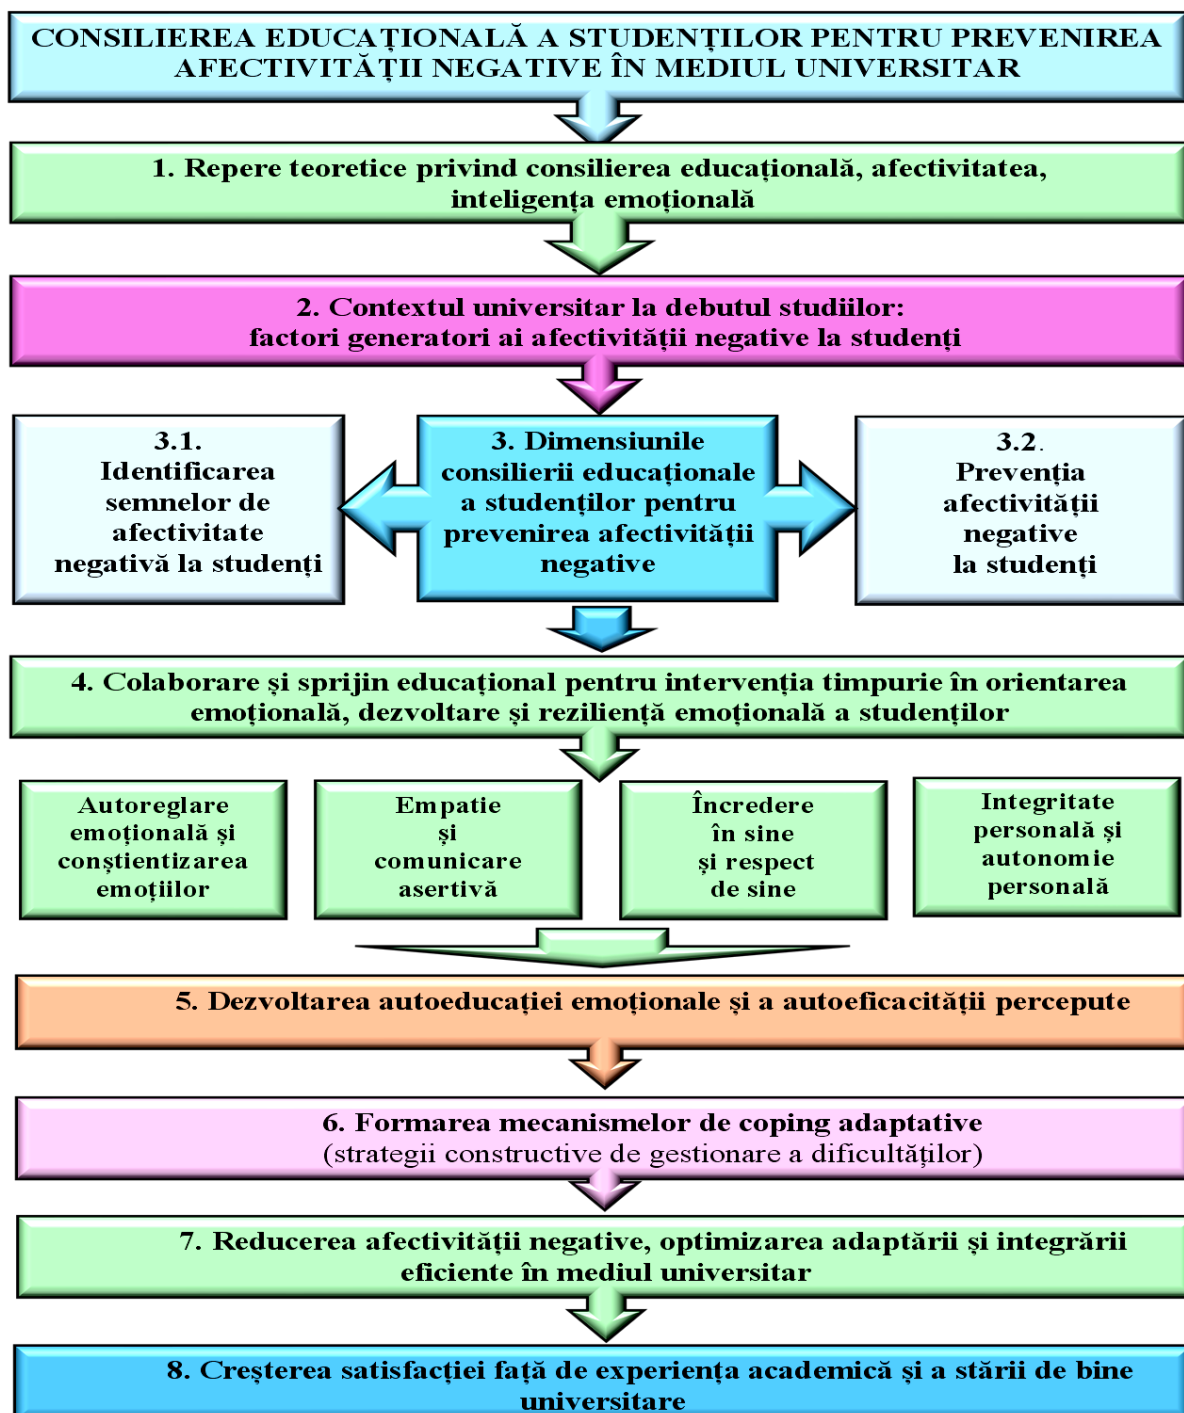 CONSILIEREA EDUCAȚIONALĂ A STUDENȚILOR PENTRU PREVENIREA
AFECTIVITĂȚII NEGATIVE ÎN MEDIUL UNIVERSITAR
1. Repere teoretice privind consilierea educațională, afectivitatea,
inteligența emoțională
2. Contextul universitar la debutul studiilor:
factori generatori ai afectivității negative la studenți
3.1.
Identificarea
semnelor de
afectivitate
negativă la studenți
3. Dimensiunile
consilierii educaționale
a studenților pentru
prevenirea afectivității
negative
3.2.
Prevenția
afectivității
negative
la studenți
4. Colaborare și sprijin educațional pentru intervenția timpurie în orientarea
emoțională, dezvoltare și reziliență emoțională a studenților
Autoreglare
emoțională și
conștientizarea
emoțiilor
Empatie
și
comunicare
asertivă
Încredere
în sine
și respect
de sine
Integritate
personală și
autonomie
personală
5. Dezvoltarea autoeducației emoționale și a autoeficacității percepute
6. Formarea mecanismelor de coping adaptative
(strategii constructive de gestionare a dificultăților)
7. Reducerea afectivității negative, optimizarea adaptării și integrării
eficiente în mediul universitar
8. Creșterea satisfacției față de experiența academică și a stării de bine
universitare